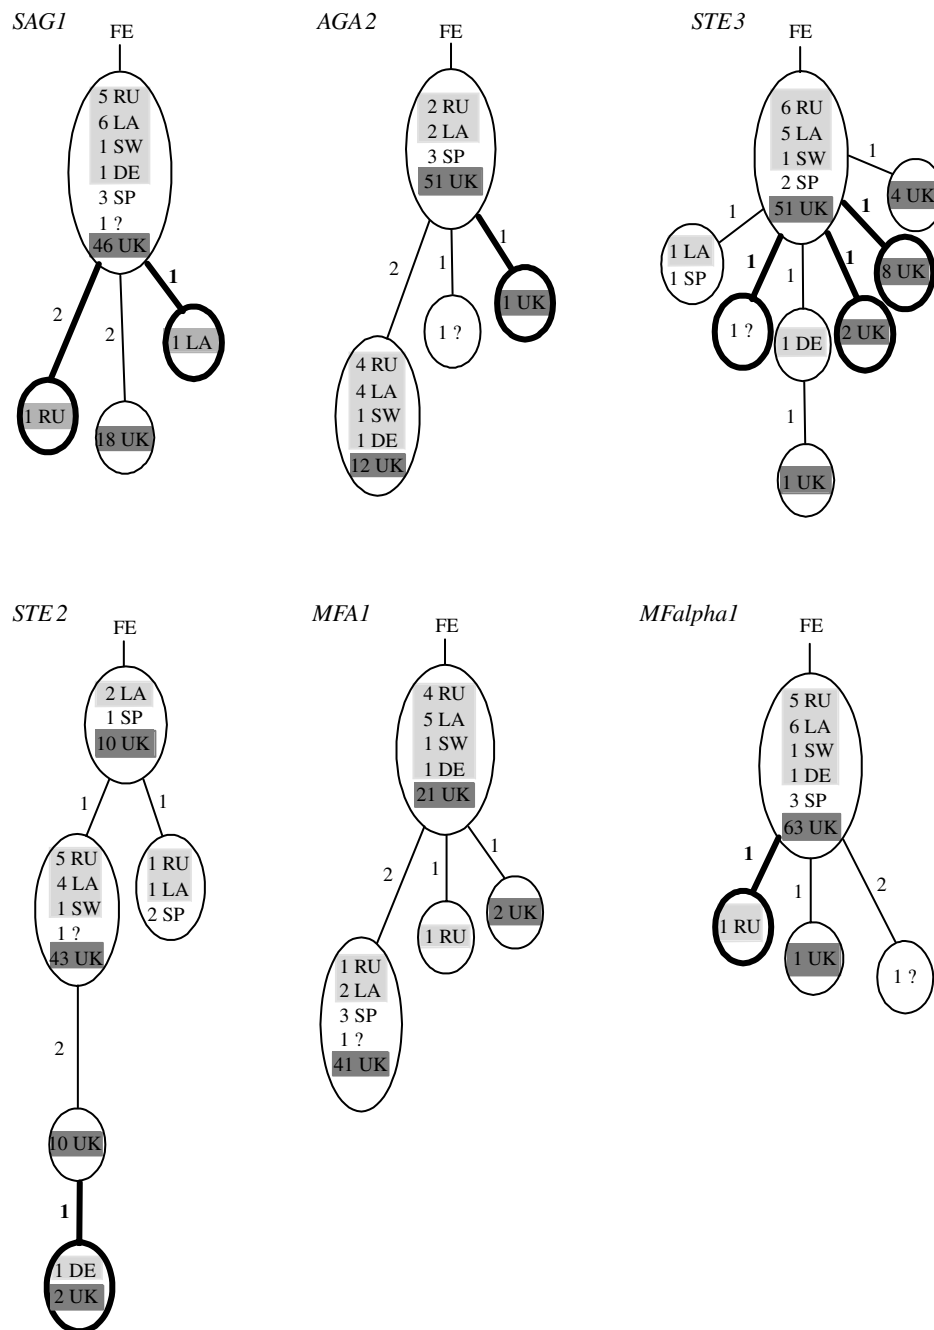 SAG1
FE
5 RU
6 LA
1 SW
1 DE
3 SP
1 ?
46 UK
2
2
1
1 LA
1 RU
18 UK
AGA2
FE
2 RU
2 LA
3 SP
51 UK
2
1
1
1 UK
1 ?
4 RU
4 LA
1 SW
1 DE
12 UK
STE3
FE
6 RU
5 LA
1 SW
2 SP
51 UK
1
4 UK
1
1 LA
1 SP
1
1
1
1
8 UK
1 ?
1 DE
2 UK
1
1 UK
STE2
FE
2 LA
1 SP
10 UK
1
1
5 RU
4 LA
1 SW
1 ?
43 UK
1 RU
1 LA
2 SP
2
10 UK
1
1 DE
2 UK
MFA1
FE
4 RU
5 LA
1 SW
1 DE
21 UK
2
1
1
2 UK
1 RU
1 RU
2 LA
3 SP
1 ?
41 UK
MFalpha1
FE
5 RU
6 LA
1 SW
1 DE
3 SP
63 UK
1
1
2
1 RU
1 UK
1 ?